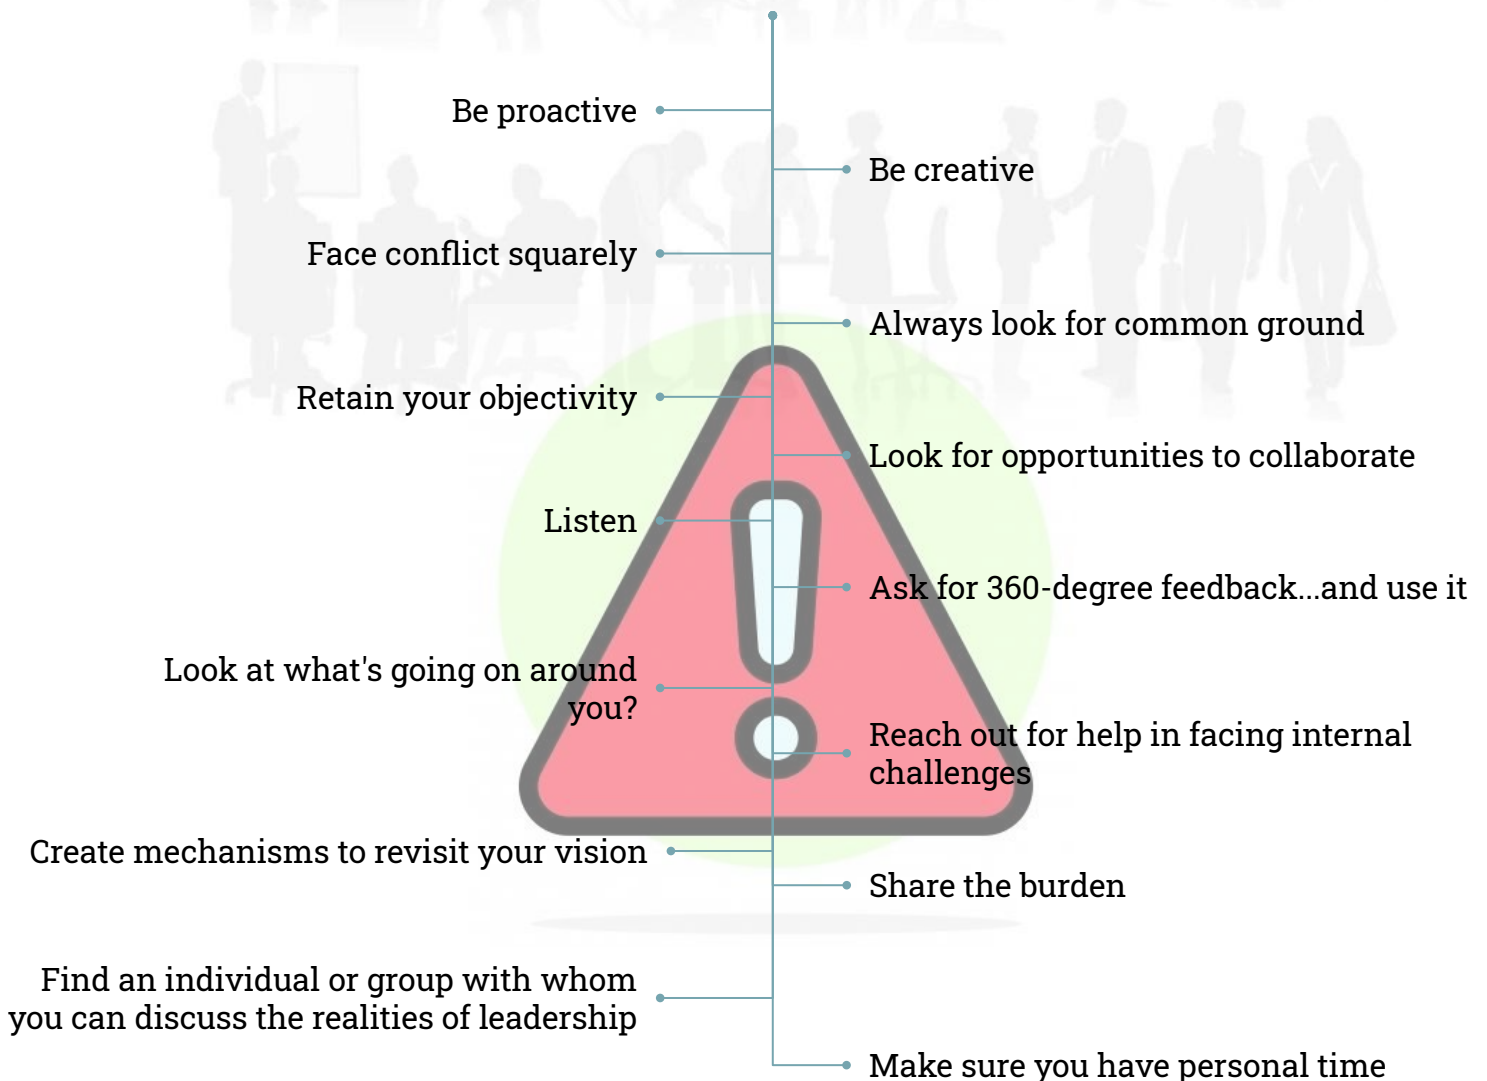 Be proactive
Be creative
Face conflict squarely
Always look for common ground
Retain your objectivity
Look for opportunities to collaborate
Listen
Ask for 360-degree feedback...and use it
Look at what's going on around
you?
Reach out for help in facing internal
challenges
Create mechanisms to revisit your vision
Share the burden
Find an individual or group with whom
you can discuss the realities of leadership
Make sure you have personal time